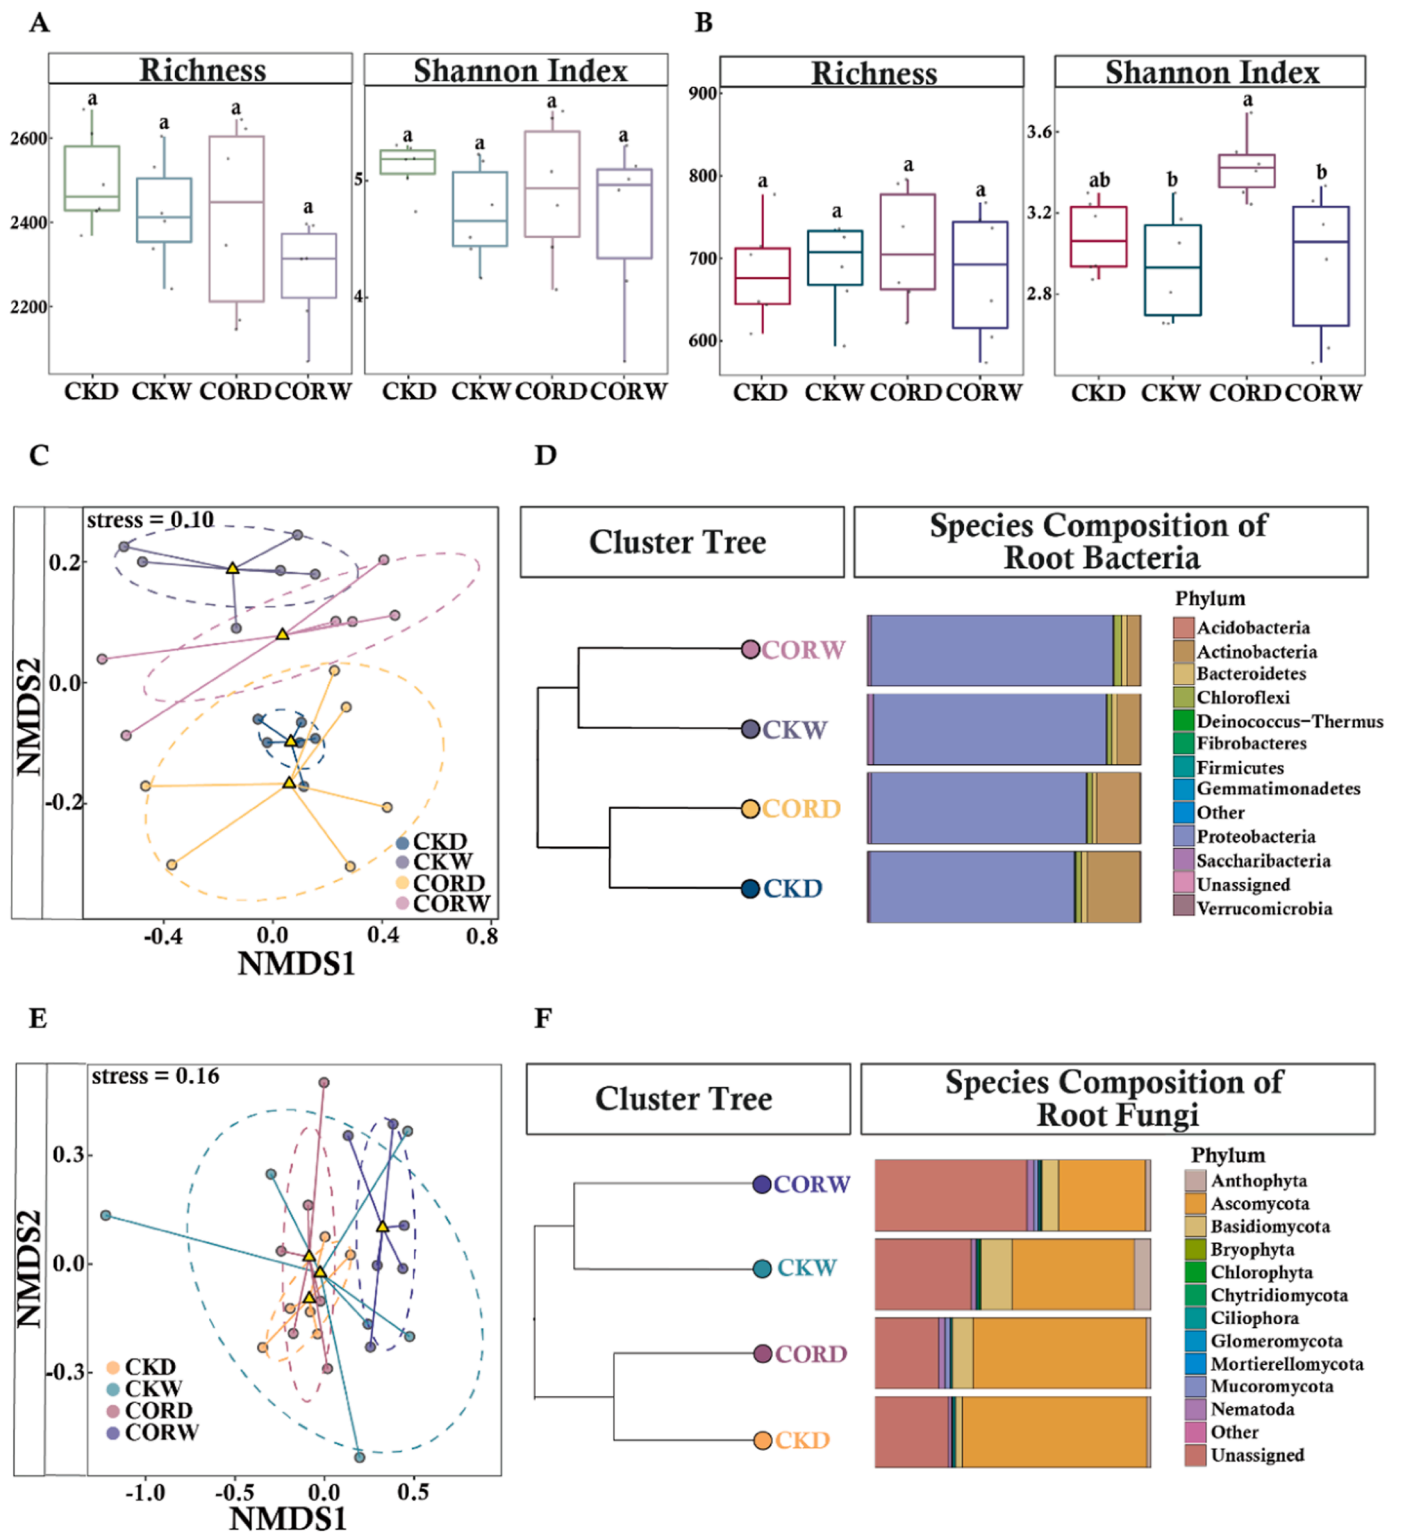 A
B
Richness
Shannon Index
Richness
Shannon Index
2600
2400
2200
a
a
a
a
5
4
a
a
a
a
900
800
700
600
a
a
a
a
3.6
3.2
2.8
ab
b
a
b
CKD CKW CORD CORW
CKD CKW CORD CORW
CKD CKW CORD CORW
CKD CKW CORD CORW
C
D
stress = 0.10
NMDS2
0.2
0.0
-0.2
CKD
CKW
CORD
CORW
-0.4 0.0 0.4 0.8
NMDS1
Cluster Tree
Species Composition of
Root Bacteria
CORW
CKW
CORD
CKD
Phylum
Acidobacteria
Actinobacteria
Bacteroidetes
Chloroflexi
Deinococcus-Thermus
Fibrobacteres
Firmicutes
Gemmatimonadetes
Other
Proteobacteria
Saccharibacteria
Unassigned
Verrucomicrobia
E
F
stress = 0.16
NMDS2
0.3
0.0
-0.3
CKD
CKW
CORD
CORW
-1.0 -0.5 0.0 0.5
NMDS1
Cluster Tree
Species Composition of
Root Fungi
CORW
CKW
CORD
CKD
Phylum
Anthophyta
Ascomycota
Basidiomycota
Bryophyta
Chlorophyta
Chytridiomycota
Ciliophora
Glomeromycota
Mortierellomycota
Mucoromycota
Nematoda
Other
Unassigned